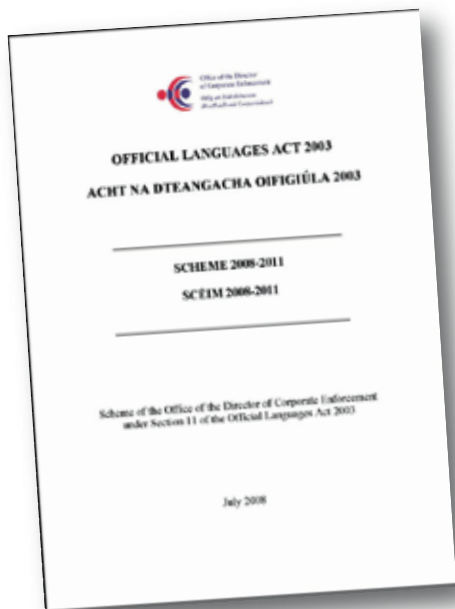 Office of the Director
of Corporate Enforcement
OFFICIAL LANGUAGES ACT 2003
ACHT NA DTEANGACHA OIFIGIÚLA 2003
SCHEME 2008-2011
SCÉIM 2008-2011
Scheme of the Office of the Director of Corporate Enforcement
under Section 11 of the Official Languages Act 2003
July 2008